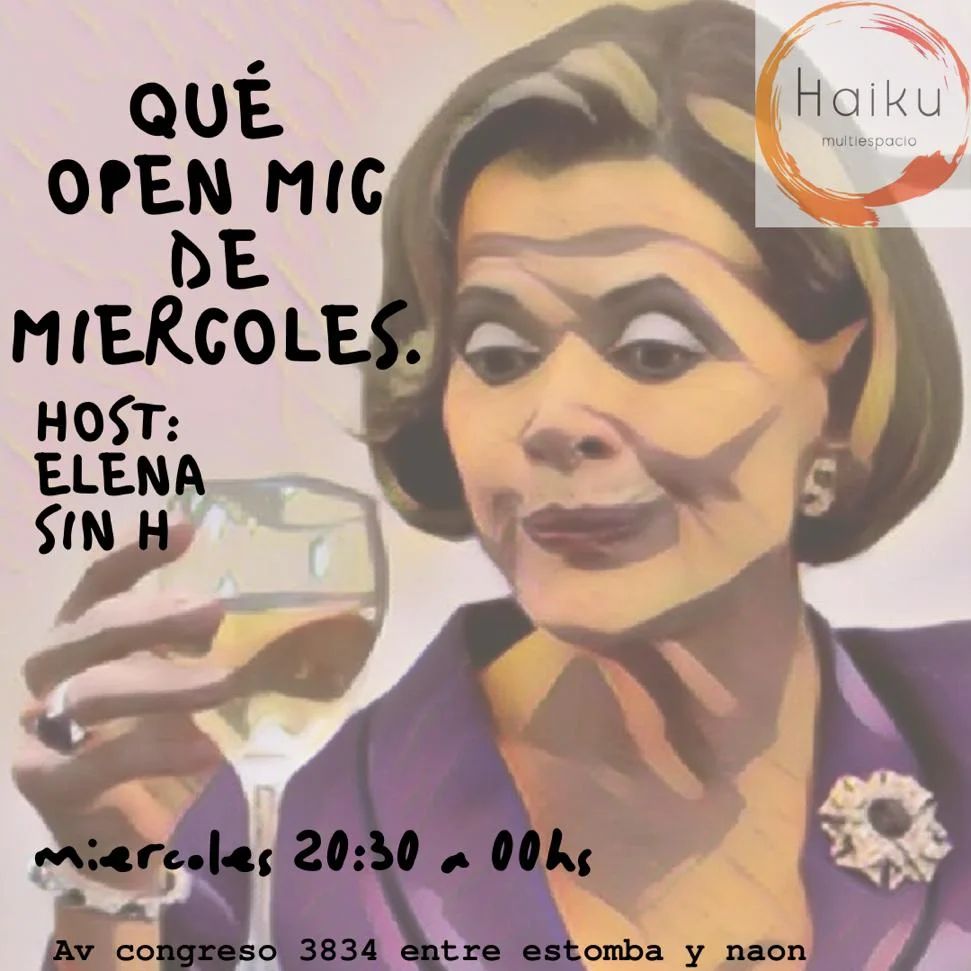 QUÉ
OPEN MIC
DE
MIERCOLES.
HOST:
ELENA
SIN H
Haiku
multiespacio
miercoles 20:30 a 00hs
Av congreso 3834 entre estomba y naon